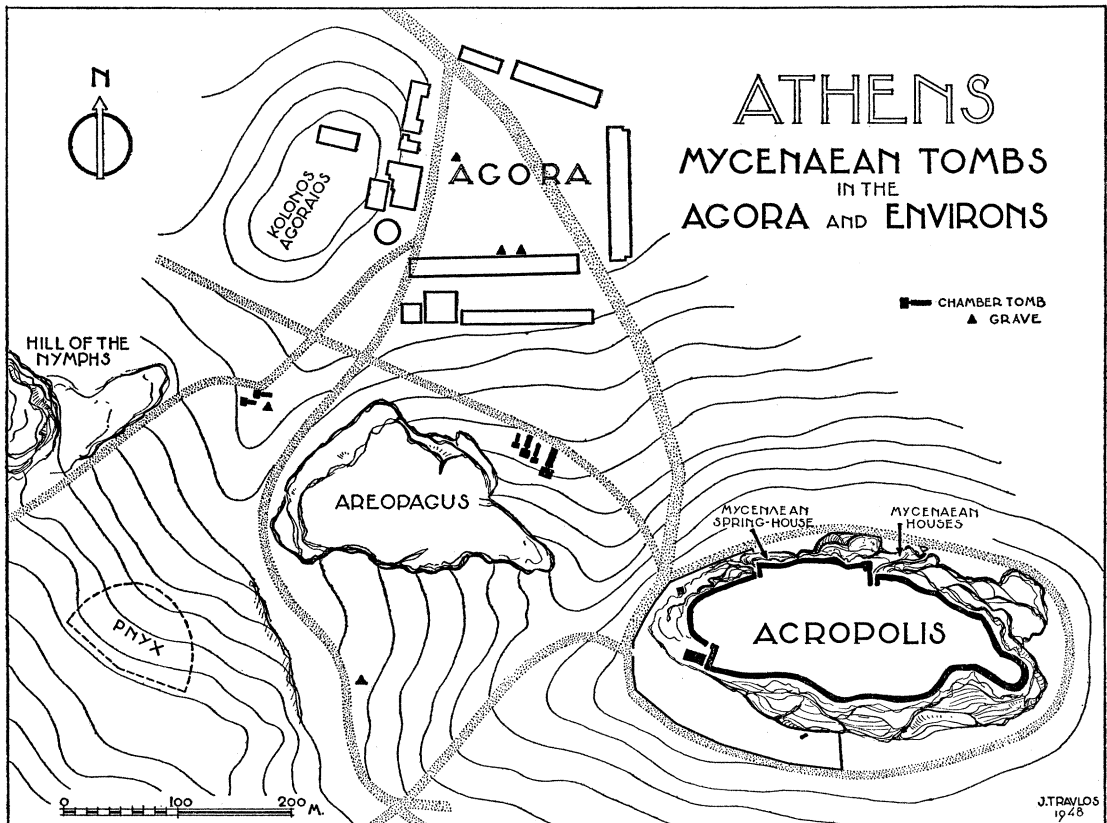 N
ATHENS
MYCENAEAN TOMBS
IN THE
AGORA AND ENVIRONS
AGORA
KOLONOS
AGORAIOS
CHAMBER TOMB
GRAVE
HILL OF THE
NYMPHS
AREOPAGUS
MYCENAEAN
SPRING-HOUSE
MYCENAEAN
HOUSES
PNYX
ACROPOLIS
0 100 200 M.
J. TRAVLOS
1948